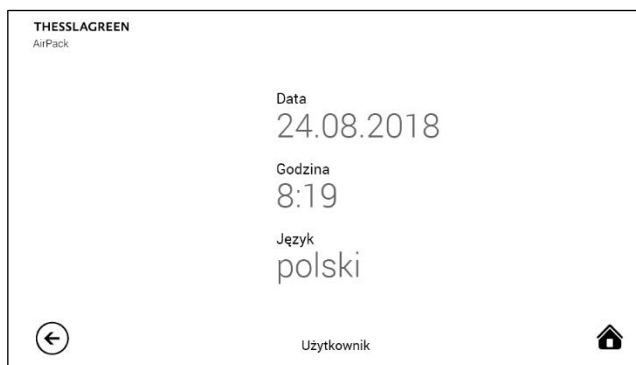 THESSLAGREEN
AirPack
Data
24.08.2018
Godzina
8:19
Język
polski
Użytkownik